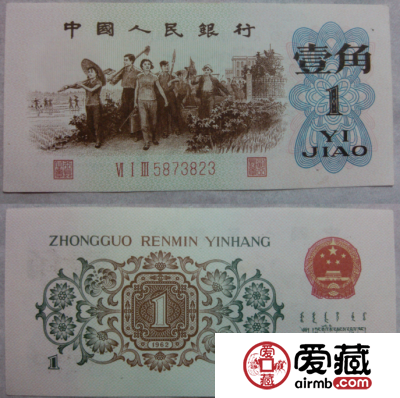 中國人民銀行
壹角
1
YI
JIAO
VI I III 5873823
ZHONGGUO RENMIN YINHANG
1
1962
1
爱藏
airmb.com